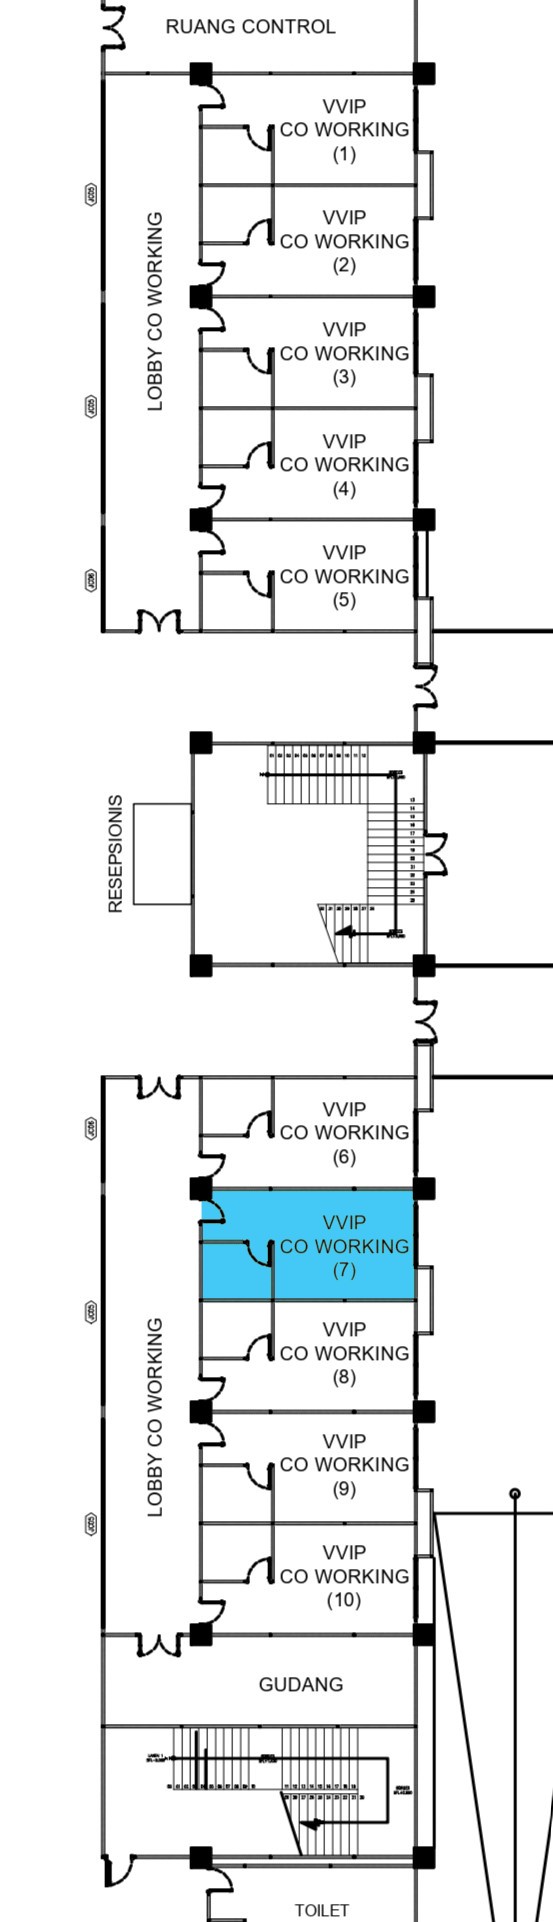 RUANG CONTROL
VVIP
CO WORKING
(1)
VVIP
CO WORKING
(2)
LOBBY CO WORKING
VVIP
CO WORKING
(3)
VVIP
CO WORKING
(4)
VVIP
CO WORKING
(5)
RESEPSIONIS
VVIP
CO WORKING
(6)
VVIP
CO WORKING
(7)
VVIP
CO WORKING
(8)
LOBBY CO WORKING
VVIP
CO WORKING
(9)
VVIP
CO WORKING
(10)
GUDANG
TOILET